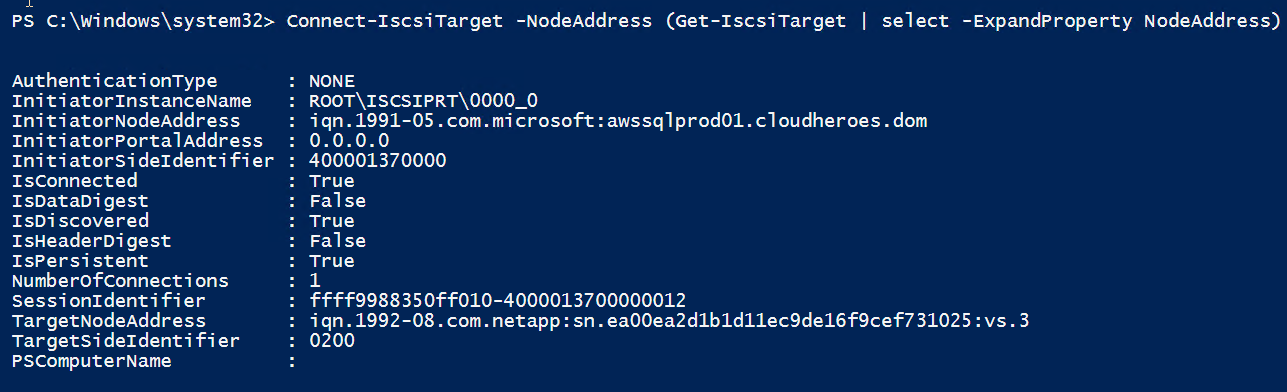 PS C:\Windows\system32> Connect-IscsiTarget -NodeAddress (Get-IscsiTarget | select -ExpandProperty NodeAddress)
AuthenticationType : NONE
InitiatorInstanceName : ROOT\ISCSIPRT\0000_0
InitiatorNodeAddress : iqn.1991-05.com.microsoft:awssqlprod01.cloudheroes.dom
InitiatorPortalAddress : 0.0.0.0
InitiatorSideIdentifier : 400001370000
IsConnected : True
IsDataDigest : False
IsDiscovered : True
IsHeaderDigest : False
IsPersistent : True
NumberOfConnections : 1
SessionIdentifier : ffff9988350ff010-4000013700000012
TargetNodeAddress : iqn.1992-08.com.netapp:sn.ea00ea2d1b1d11ec9de16f9cef731025:vs.3
TargetSideIdentifier : 0200
PSComputerName :